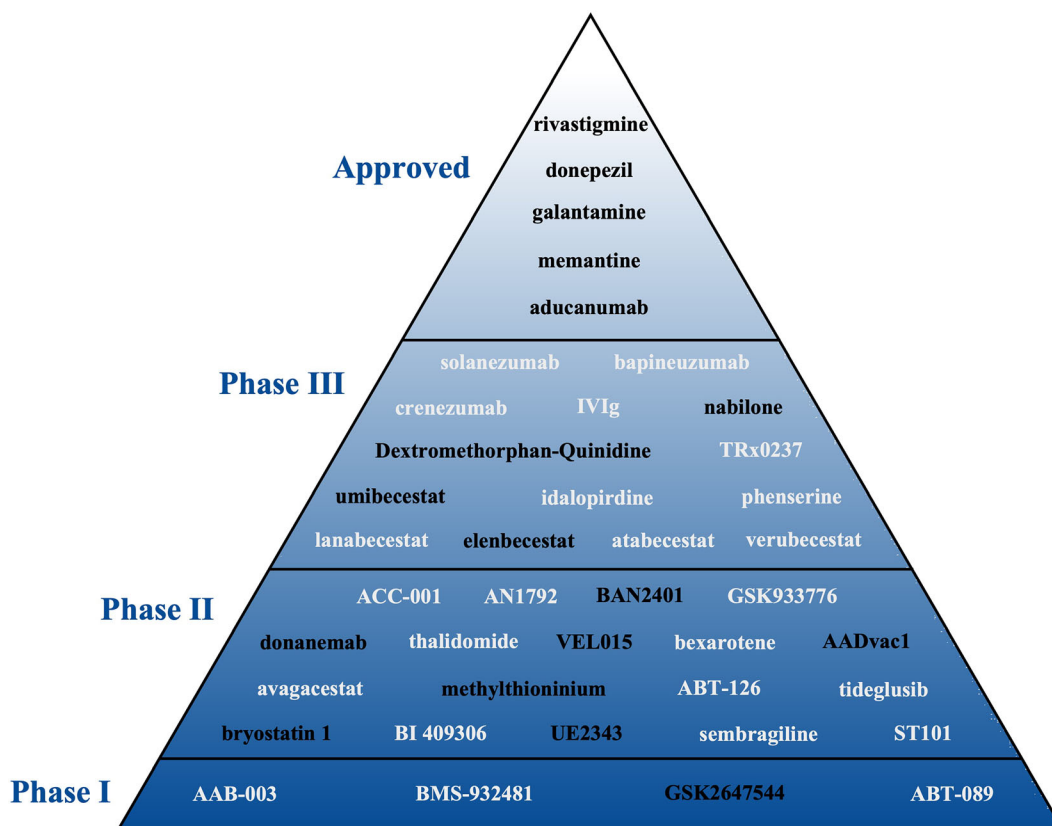 rivastigmine
Approved donepezil
galantamine
memantine
aducanumab
solanezumab bapineuzumab
Phase III
crenezumab IVIg nabilone
Dextromethorphan-Quinidine TRx0237
umibecestat idalopirdine phenserine
lanabecestat elenbecestat atabecestat verubecestat
Phase II ACC-001 AN1792 BAN2401 GSK933776
donanemab thalidomide VEL015 bexarotene AADvac1
avagacestat methylthioninium ABT-126 tideglusib
bryostatin 1 BI 409306 UE2343 sembragiline ST101
Phase I AAB-003 BMS-932481 GSK2647544 ABT-089